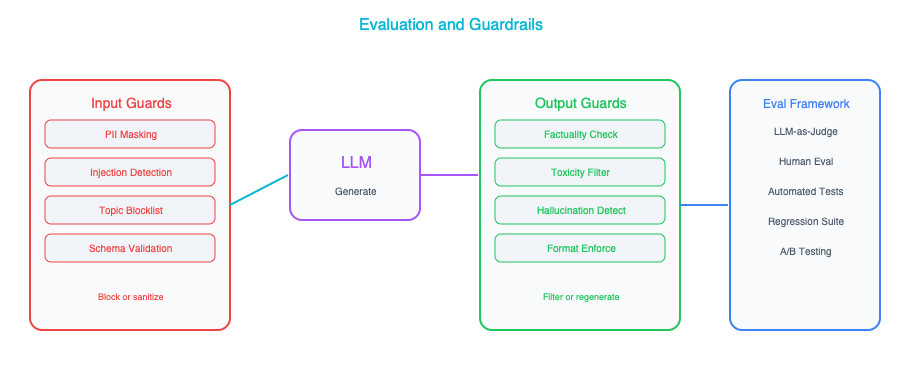 Evaluation and Guardrails
Input Guards
PII Masking
Injection Detection
Topic Blocklist
Schema Validation
Block or sanitize
LLM
Generate
Output Guards
Factuality Check
Toxicity Filter
Hallucination Detect
Format Enforce
Filter or regenerate
Eval Framework
LLM-as-Judge
Human Eval
Automated Tests
Regression Suite
A/B Testing